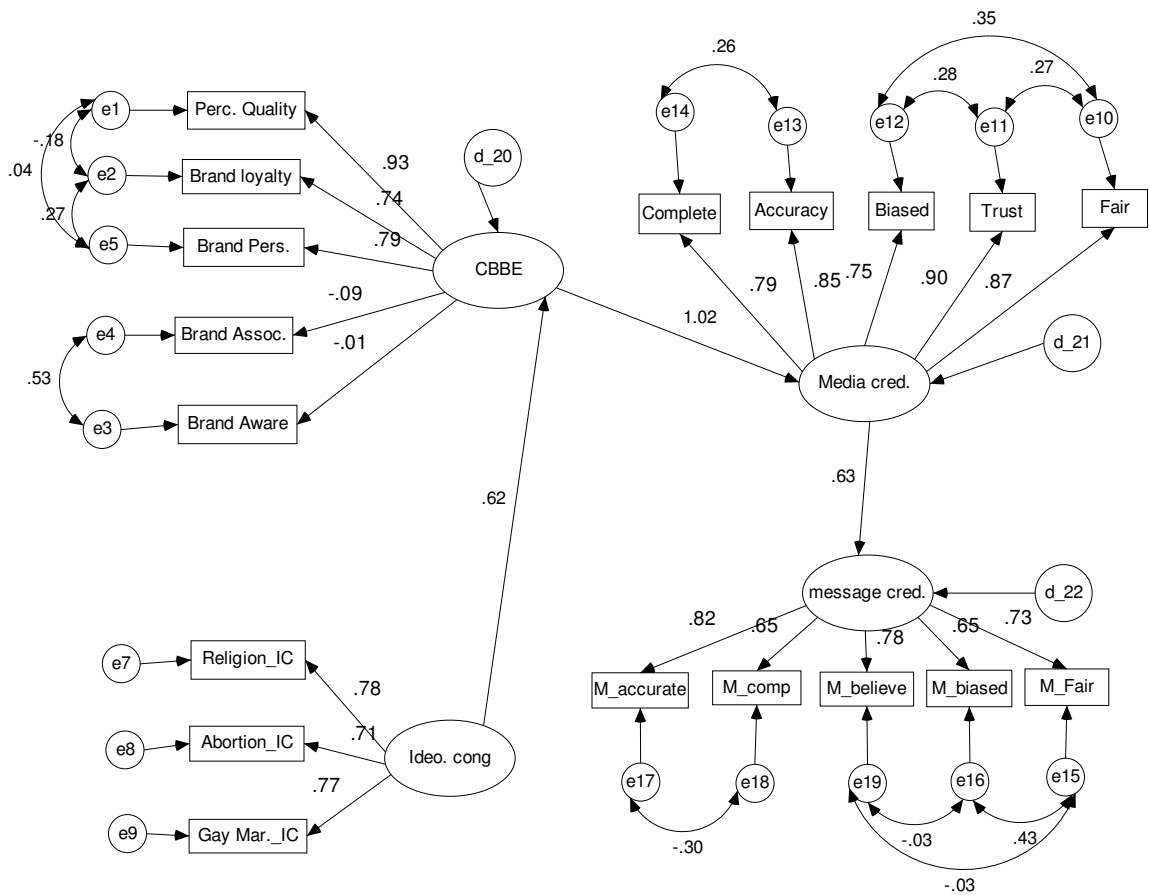 .35
.26
.28
.27
e1
Perc. Quality
e14
e13
e12
e11
e10
-.18
.04
.93
d_20
e2
Brand loyalty
.74
.27
Complete
Accuracy
Biased
Trust
Fair
e5
Brand Pers.
.79
CBBE
.79
.85
.75
.90
.87
-.09
1.02
e4
Brand Assoc.
-.01
d_21
.53
Media cred.
e3
Brand Aware
.62
.63
message cred.
d_22
.82
.65
.78
.65
.73
e7
Religion_IC
M_accurate
M_comp
M_believe
M_biased
M_Fair
.78
e8
Abortion_IC
.71
Ideo. cong
.77
e17
e18
e19
e16
e15
e9
Gay Mar._IC
-.30
-.03
.43
-.03